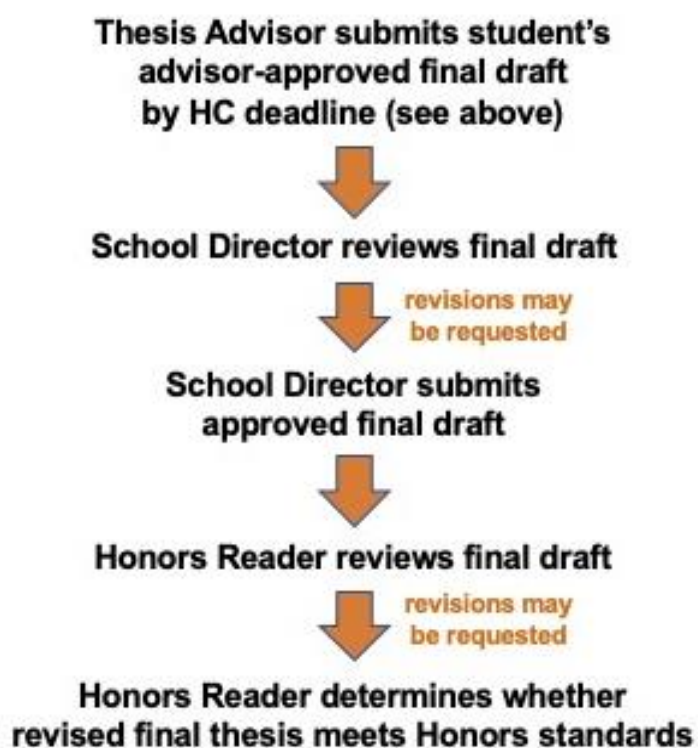 Thesis Advisor submits student's
advisor-approved final draft
by HC deadline (see above)
School Director reviews final draft
revisions may
be requested
School Director submits
approved final draft
Honors Reader reviews final draft
revisions may
be requested
Honors Reader determines whether
revised final thesis meets Honors standards